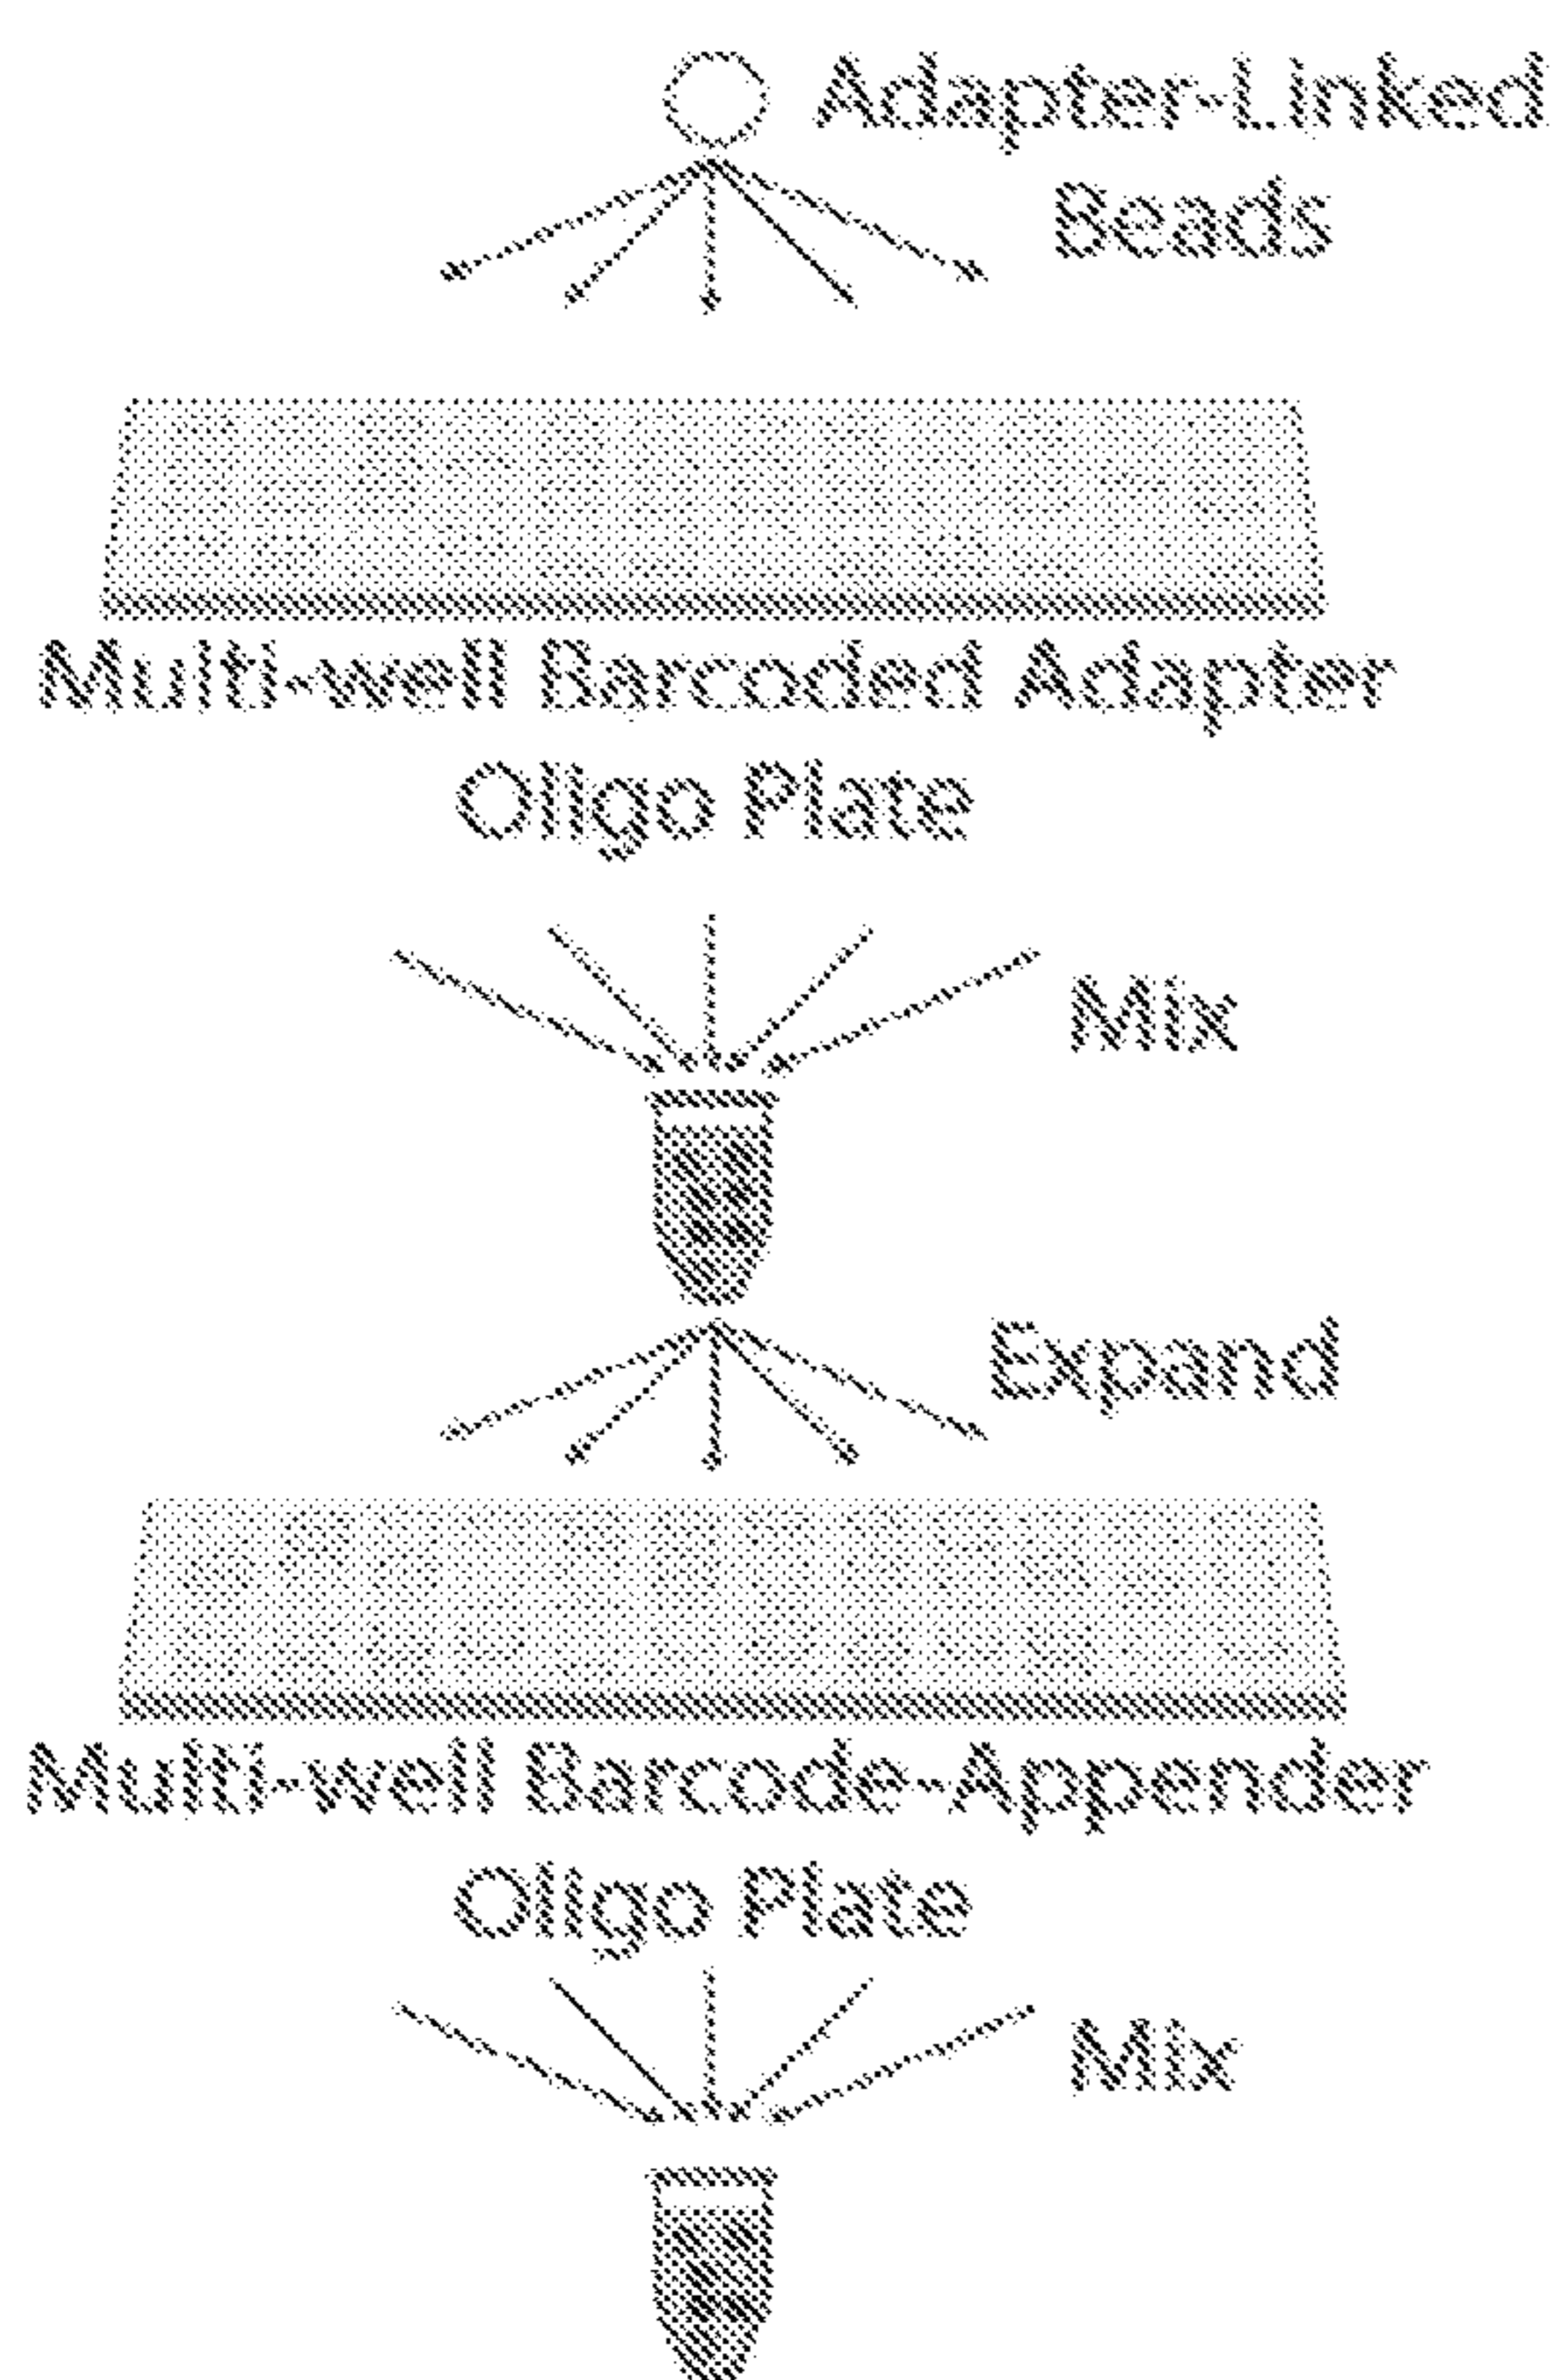 Adapter-Linked
Beads
Multi-well Barcoded Adapter
Oligo Plate
Mix
Expand
Multi-well Barcode-Appender
Oligo Plate
Mix